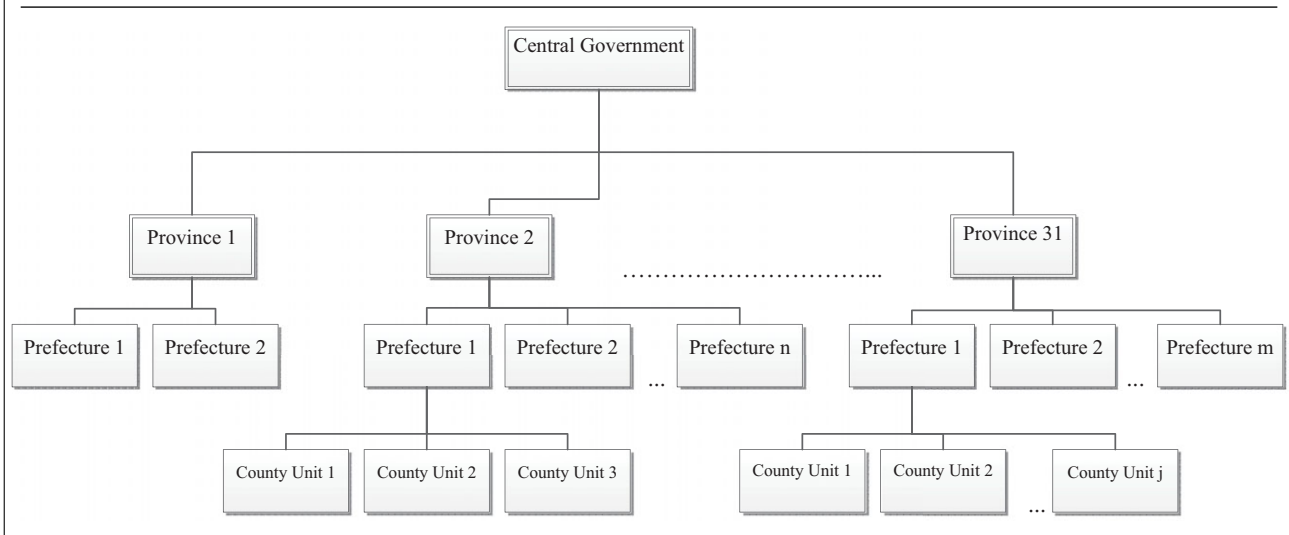 Central Government
Province 1
Province 2
Province 31
…………………………...
Prefecture 1
Prefecture 2
Prefecture 1
Prefecture 2
...
Prefecture n
Prefecture 1
Prefecture 2
...
Prefecture m
County Unit 1
County Unit 2
County Unit 3
County Unit 1
County Unit 2
...
County Unit j